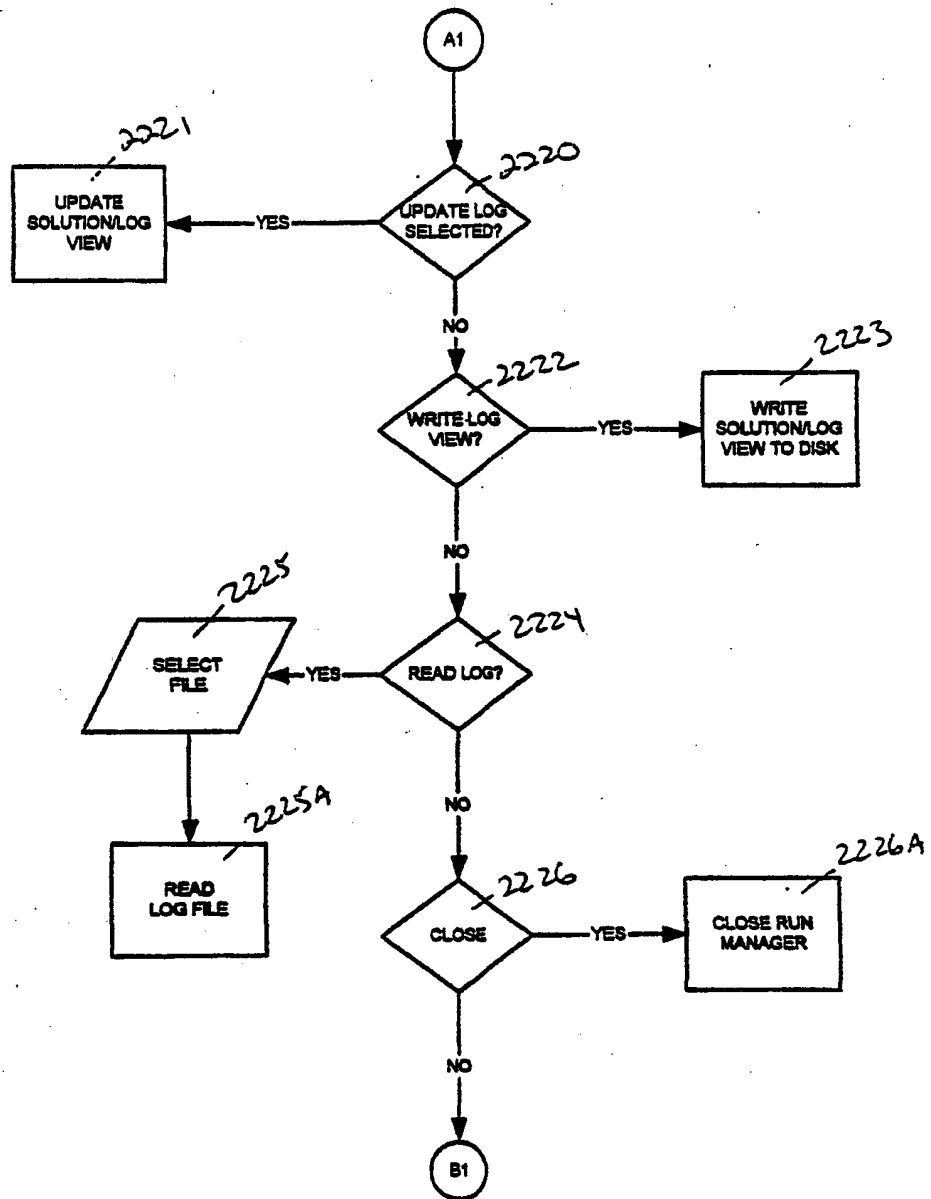 A1
2221
2220
UPDATE
SOLUTION/LOG
VIEW
YES
UPDATE LOG
SELECTED?
NO
2223
2222
WRITE LOG
VIEW?
YES
WRITE
SOLUTION/LOG
VIEW TO DISK
NO
2225
2224
SELECT
FILE
YES
READ LOG?
2225A
NO
READ
LOG FILE
2226
2226A
CLOSE
YES
CLOSE RUN
MANAGER
NO
B1